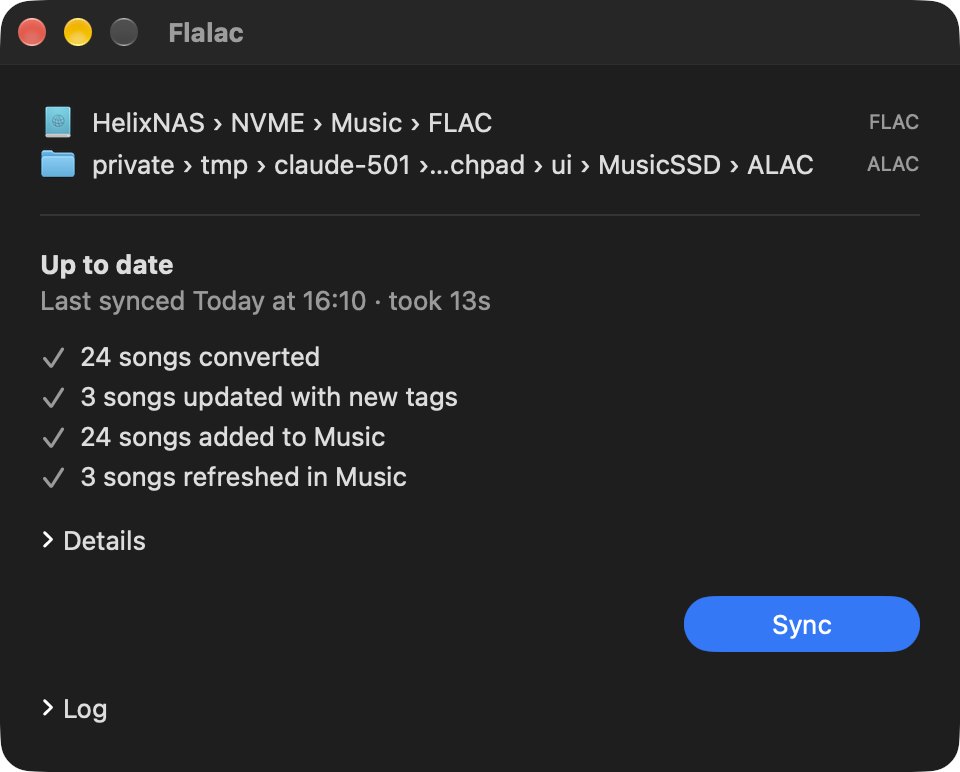 Flalac
HelixNAS › NVME › Music › FLAC FLAC
private › tmp › claude-501 ›...chpad › ui › MusicSSD › ALAC ALAC
Up to date
Last synced Today at 16:10 · took 13s
24 songs converted
3 songs updated with new tags
24 songs added to Music
3 songs refreshed in Music
Details
Sync
Log